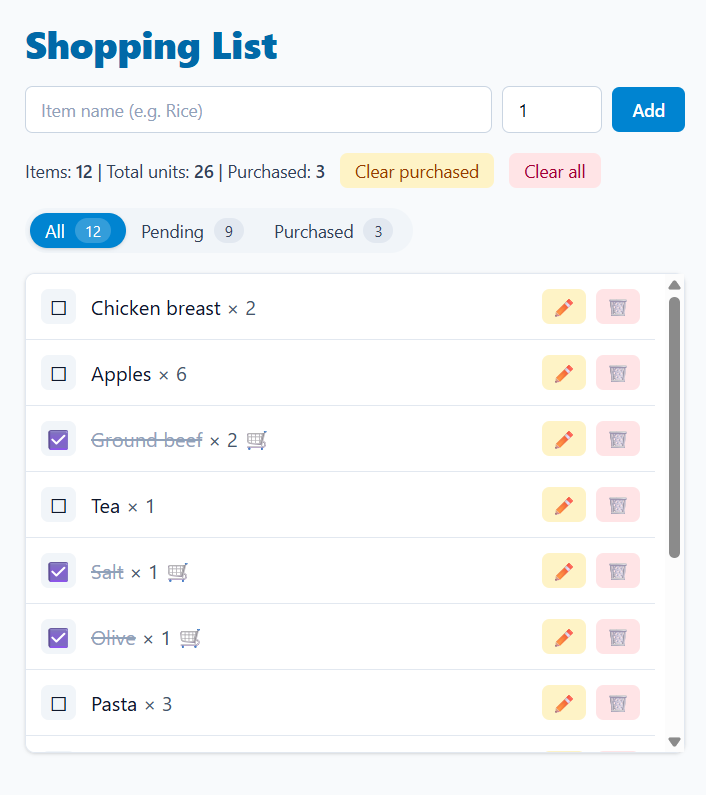 Shopping List
Item name (e.g. Rice) 1 Add
Items: 12 | Total units: 26 | Purchased: 3 Clear purchased Clear all
All 12 Pending 9 Purchased 3
Chicken breast × 2
Apples × 6
Ground beef × 2
Tea × 1
Salt × 1
Olive × 1
Pasta × 3